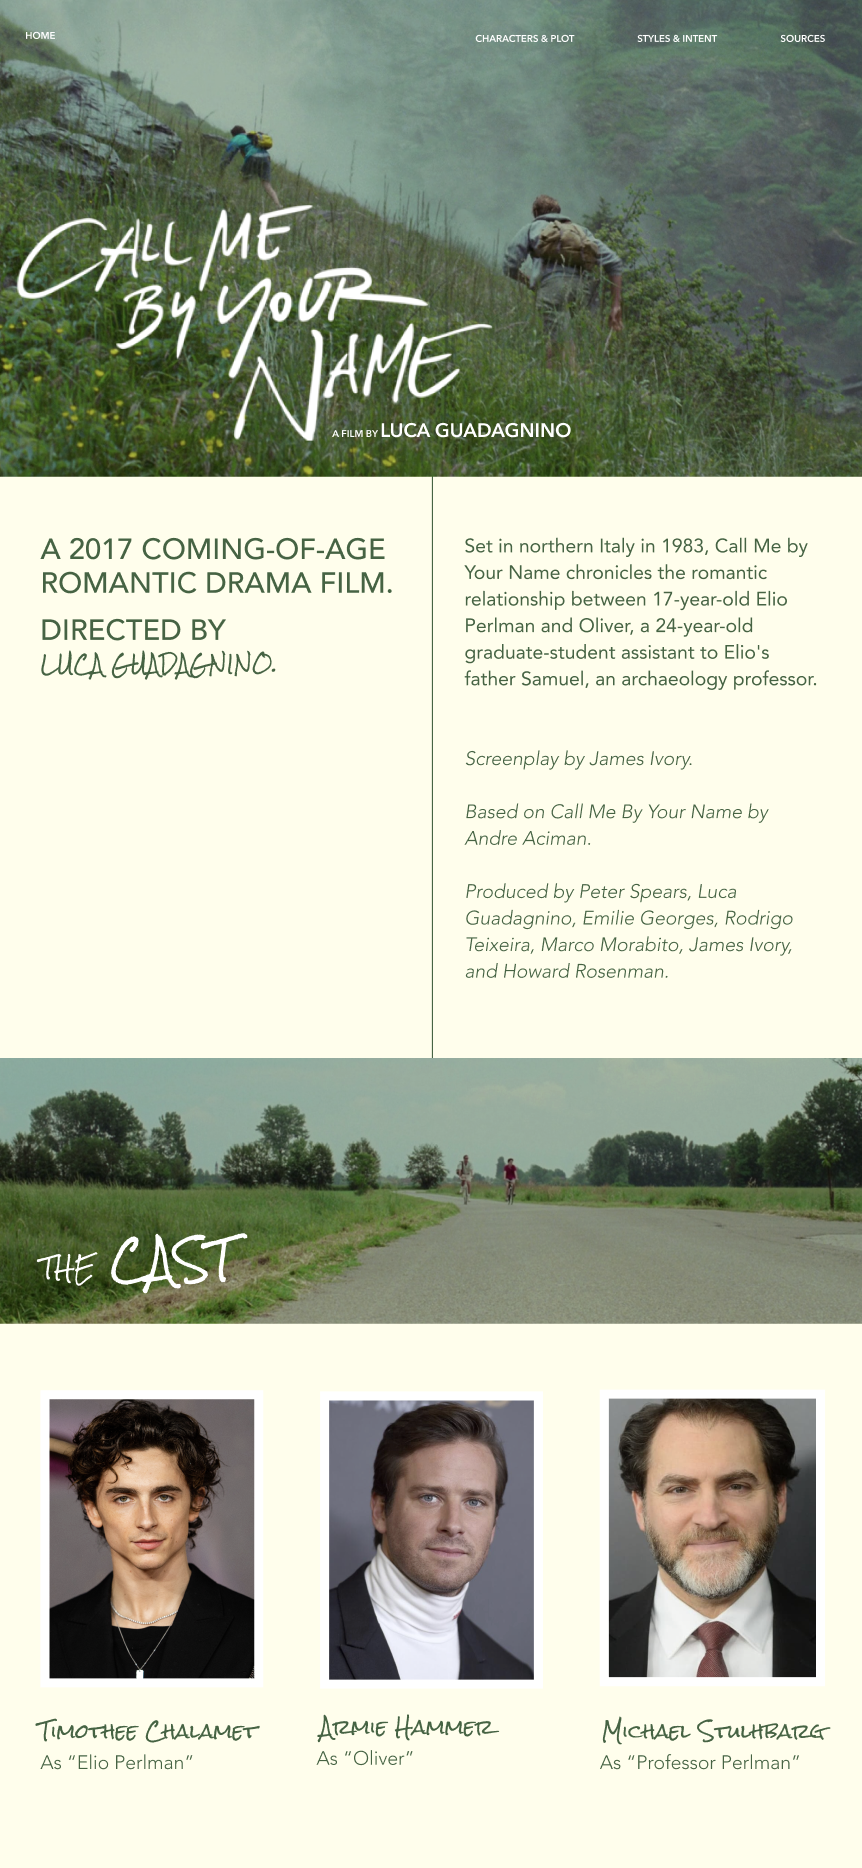 HOME
CHARACTERS & PLOT
STYLES & INTENT
SOURCES
CALL ME
BY YOUR
NAME
A FILM BY LUCA GUADAGNINO
A 2017 COMING-OF-AGE
ROMANTIC DRAMA FILM.
DIRECTED BY
LUCA GUADAGNINO.
Set in northern Italy in 1983, Call Me by
Your Name chronicles the romantic
relationship between 17-year-old Elio
Perlman and Oliver, a 24-year-old
graduate-student assistant to Elio's
father Samuel, an archaeology professor.
Screenplay by James Ivory.
Based on Call Me By Your Name by
Andre Aciman.
Produced by Peter Spears, Luca
Guadagnino, Emilie Georges, Rodrigo
Teixeira, Marco Morabito, James Ivory,
and Howard Rosenman.
THE CAST
TIMOTHEE CHALAMET
As “Elio Perlman”
ARMIE HAMMER
As “Oliver”
MICHAEL STULHBARG
As “Professor Perlman”